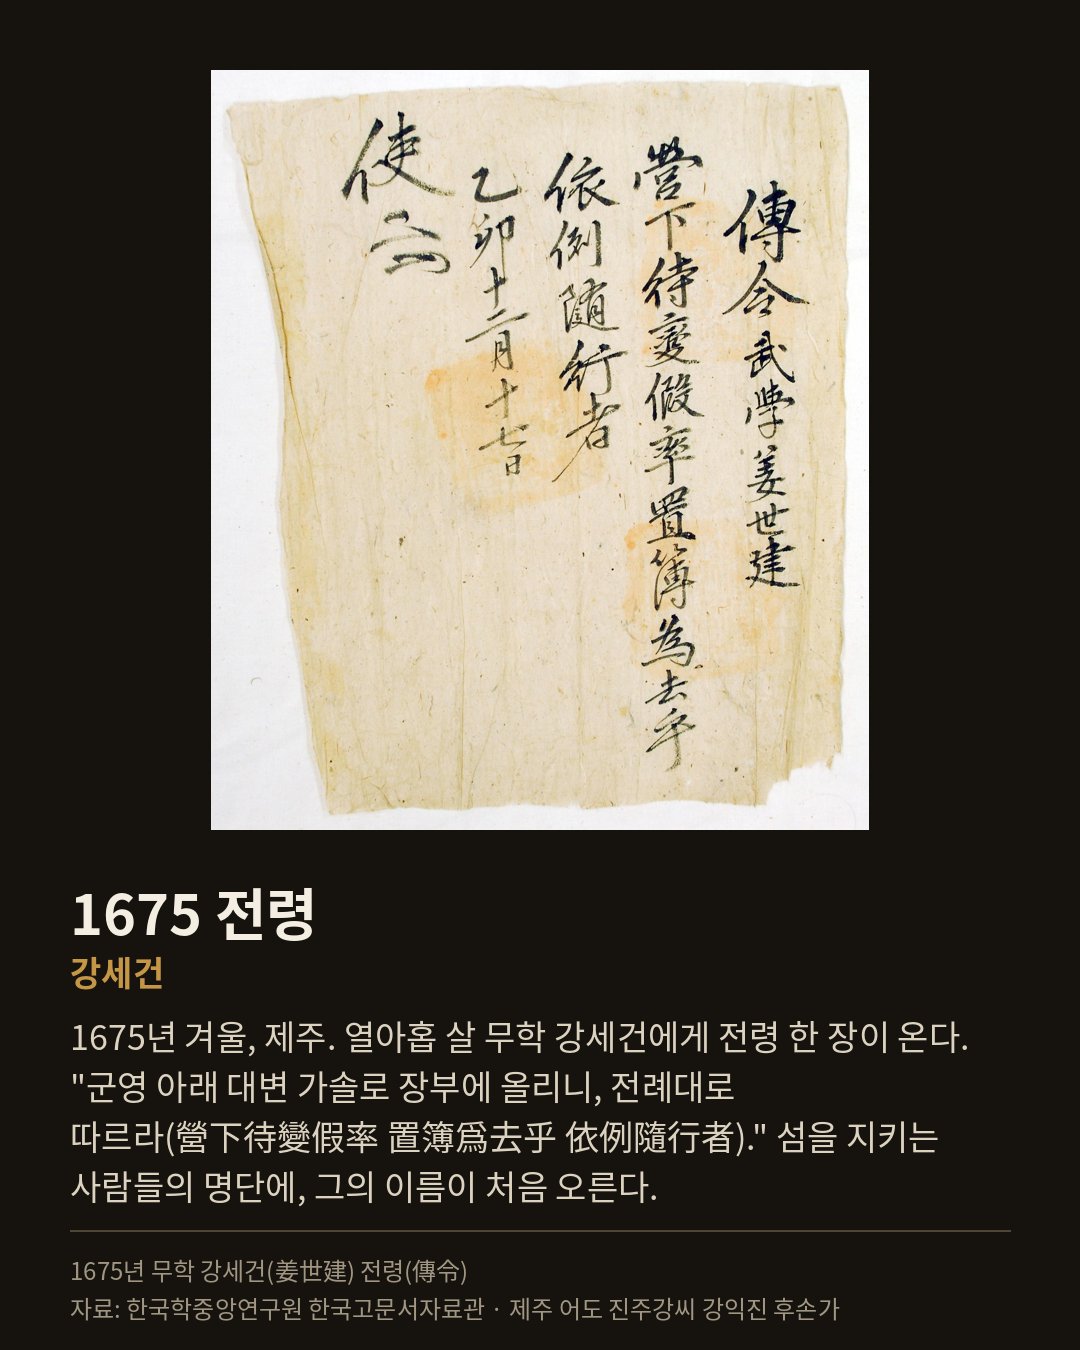 傳令武學姜世建
營下待變假率置簿為去乎
依例隨行者
乙卯十二月十七日
使
1675 전령
강세건
1675년 겨울, 제주. 열아홉 살 무학 강세건에게 전령 한 장이 온다.
"군영 아래 대변 가솔로 장부에 올리니, 전례대로
따르라(營下待變假率 置簿爲去乎 依例隨行者)." 섬을 지키는
사람들의 명단에, 그의 이름이 처음 오른다.
1675년 무학 강세건(姜世建) 전령(傳令)
자료: 한국학중앙연구원 한국고문서자료관 · 제주 어도 진주강씨 강익진 후손가